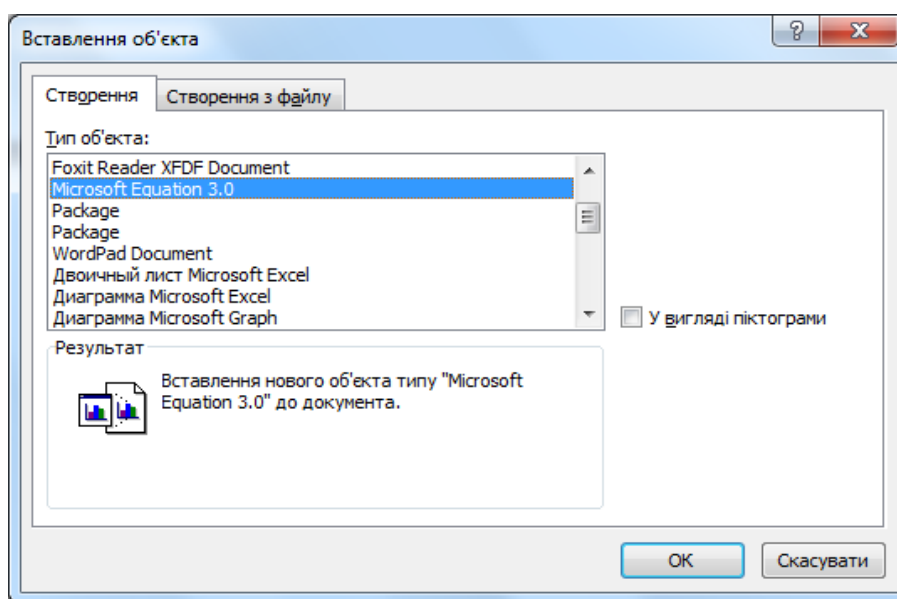 Вставлення об'єкта
Створення
Створення з файлу
Тип об'єкта:
Foxit Reader XFDF Document
Microsoft Equation 3.0
Package
Package
WordPad Document
Двоичный лист Microsoft Excel
Диаграмма Microsoft Excel
Диаграмма Microsoft Graph
У вигляді піктограми
Результат
Вставлення нового об'єкта типу "Microsoft
Equation 3.0" до документа.
ОК
Скасувати